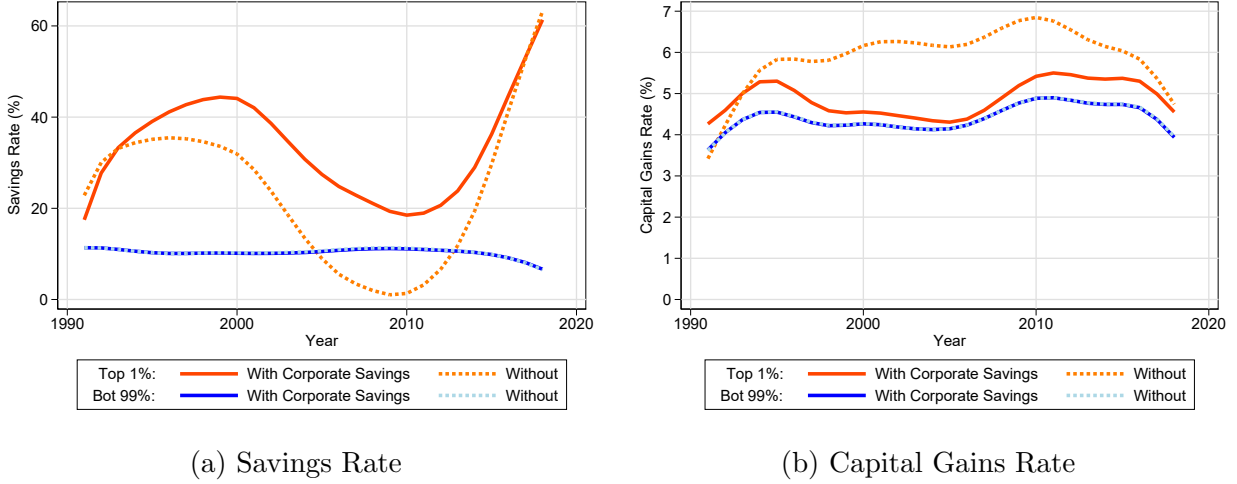 Savings Rate (%)
60
40
20
0
1990
2000
2010
2020
Year
Top 1%: With Corporate Savings Without
Bot 99%: With Corporate Savings Without
(a) Savings Rate
Capital Gains Rate (%)
7
6
5
4
3
2
1
0
1990
2000
2010
2020
Year
Top 1%: With Corporate Savings Without
Bot 99%: With Corporate Savings Without
(b) Capital Gains Rate